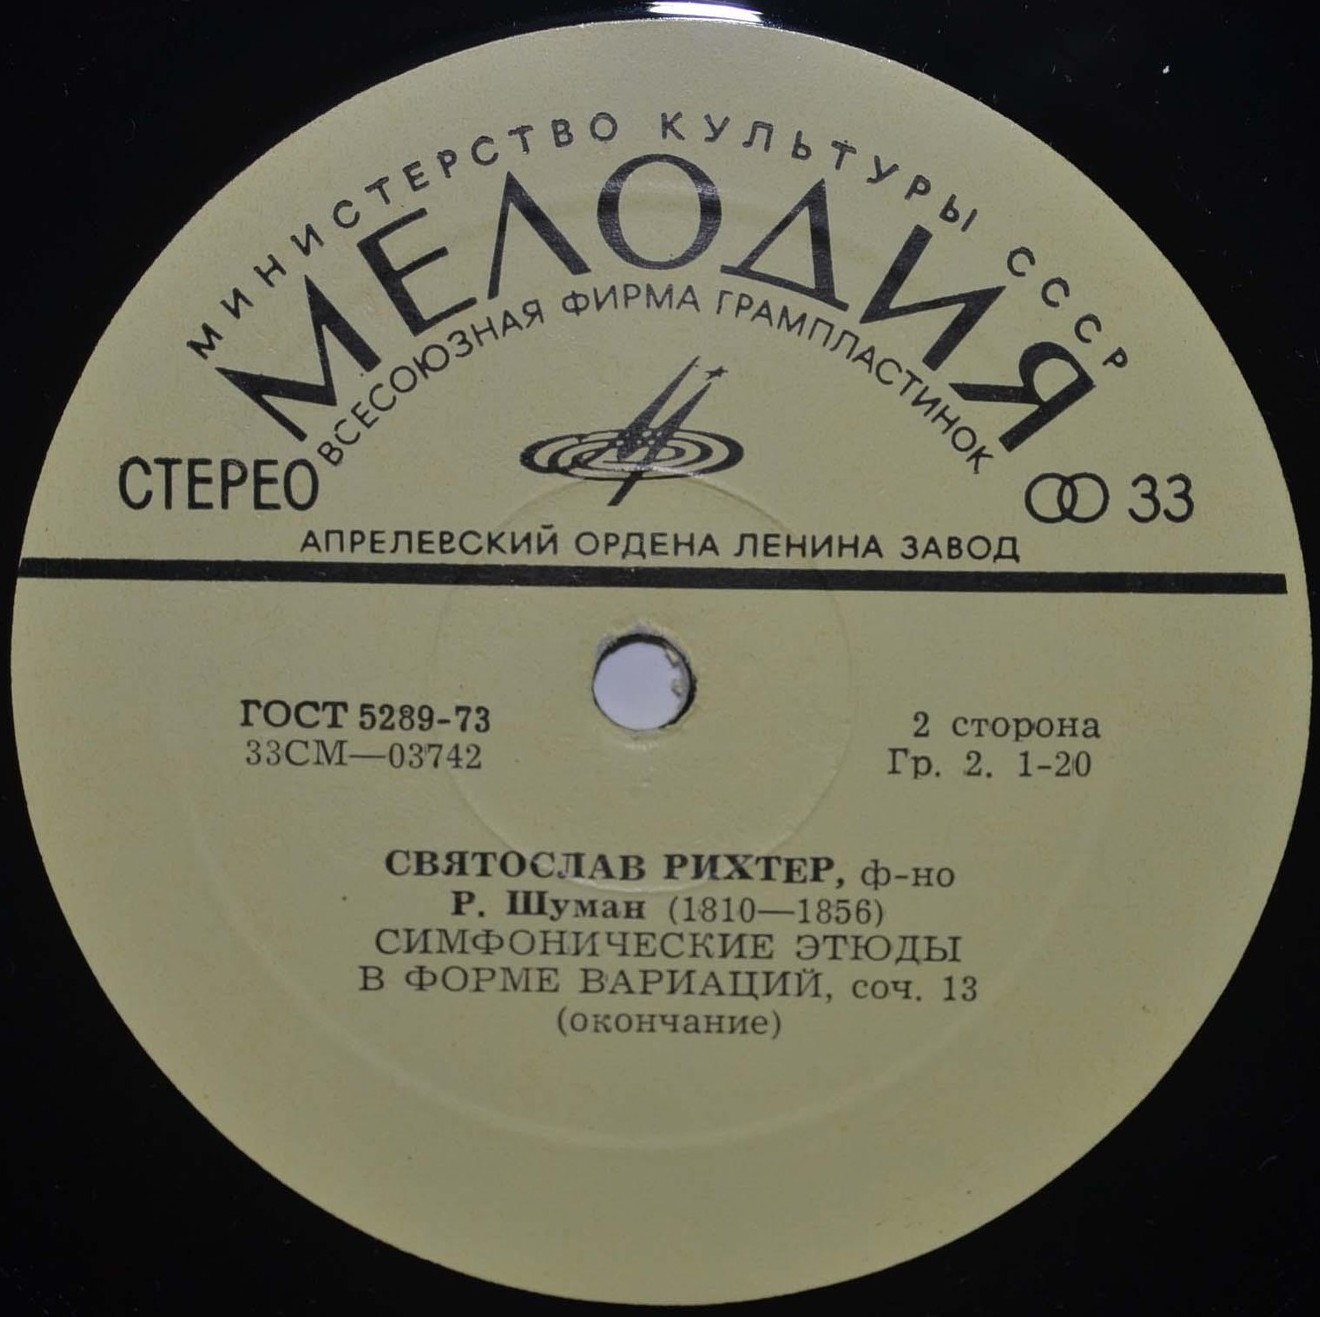 МИНИСТЕРСТВО КУЛЬТУРЫ СССР
МЕЛОДИЯ
ВСЕСОЮЗНАЯ ФИРМА ГРАМПЛАСТИНОК
СТЕРЕО
33
АПРЕЛЕВСКИЙ ОРДЕНА ЛЕНИНА ЗАВОД
ГОСТ 5289-73
33СМ—03742
2 сторона
Гр. 2. 1-20
СВЯТОСЛАВ РИХТЕР, ф-но
Р. Шуман (1810—1856)
СИМФОНИЧЕСКИЕ ЭТЮДЫ
В ФОРМЕ ВАРИАЦИЙ, соч. 13
(окончание)